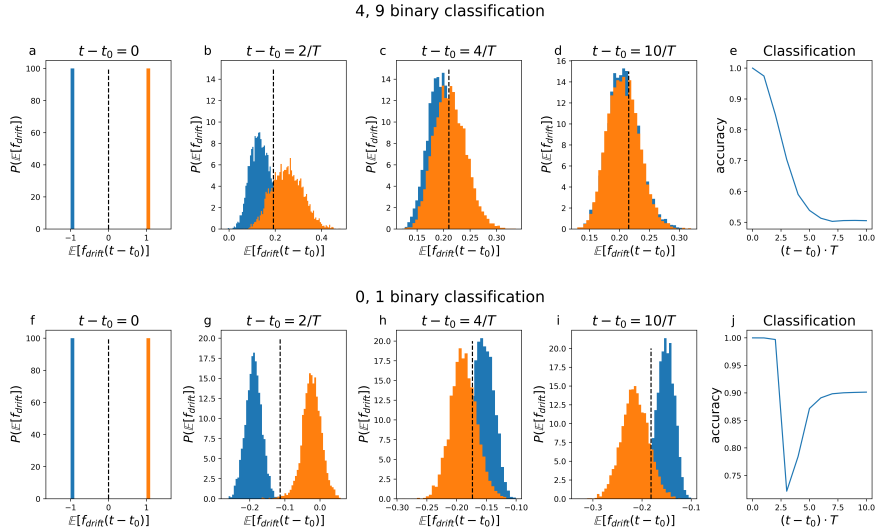 4, 9 binary classification
a
t − t₀ = 0
100
80
60
40
20
0
−1
0
1
P(𝔼[f_drift])
𝔼[f_drift(t − t₀)]
b
t − t₀ = 2/T
14
12
10
8
6
4
2
0
0.0
0.2
0.4
P(𝔼[f_drift])
𝔼[f_drift(t − t₀)]
c
t − t₀ = 4/T
14
12
10
8
6
4
2
0
0.15
0.20
0.25
0.30
P(𝔼[f_drift])
𝔼[f_drift(t − t₀)]
d
t − t₀ = 10/T
16
14
12
10
8
6
4
2
0
0.15
0.20
0.25
0.30
P(𝔼[f_drift])
𝔼[f_drift(t − t₀)]
e
Classification
1.0
0.9
0.8
0.7
0.6
0.5
0.0
2.5
5.0
7.5
10.0
accuracy
(t − t₀) · T
0, 1 binary classification
f
t − t₀ = 0
100
80
60
40
20
0
−1
0
1
P(𝔼[f_drift])
𝔼[f_drift(t − t₀)]
g
t − t₀ = 2/T
20.0
17.5
15.0
12.5
10.0
7.5
5.0
2.5
0.0
−0.2
−0.1
0.0
P(𝔼[f_drift])
𝔼[f_drift(t − t₀)]
h
t − t₀ = 4/T
20.0
17.5
15.0
12.5
10.0
7.5
5.0
2.5
0.0
−0.30
−0.25
−0.20
−0.15
−0.10
P(𝔼[f_drift])
𝔼[f_drift(t − t₀)]
i
t − t₀ = 10/T
20.0
17.5
15.0
12.5
10.0
7.5
5.0
2.5
0.0
−0.3
−0.2
−0.1
P(𝔼[f_drift])
𝔼[f_drift(t − t₀)]
j
Classification
1.00
0.95
0.90
0.85
0.80
0.75
0.0
2.5
5.0
7.5
10.0
accuracy
(t − t₀) · T